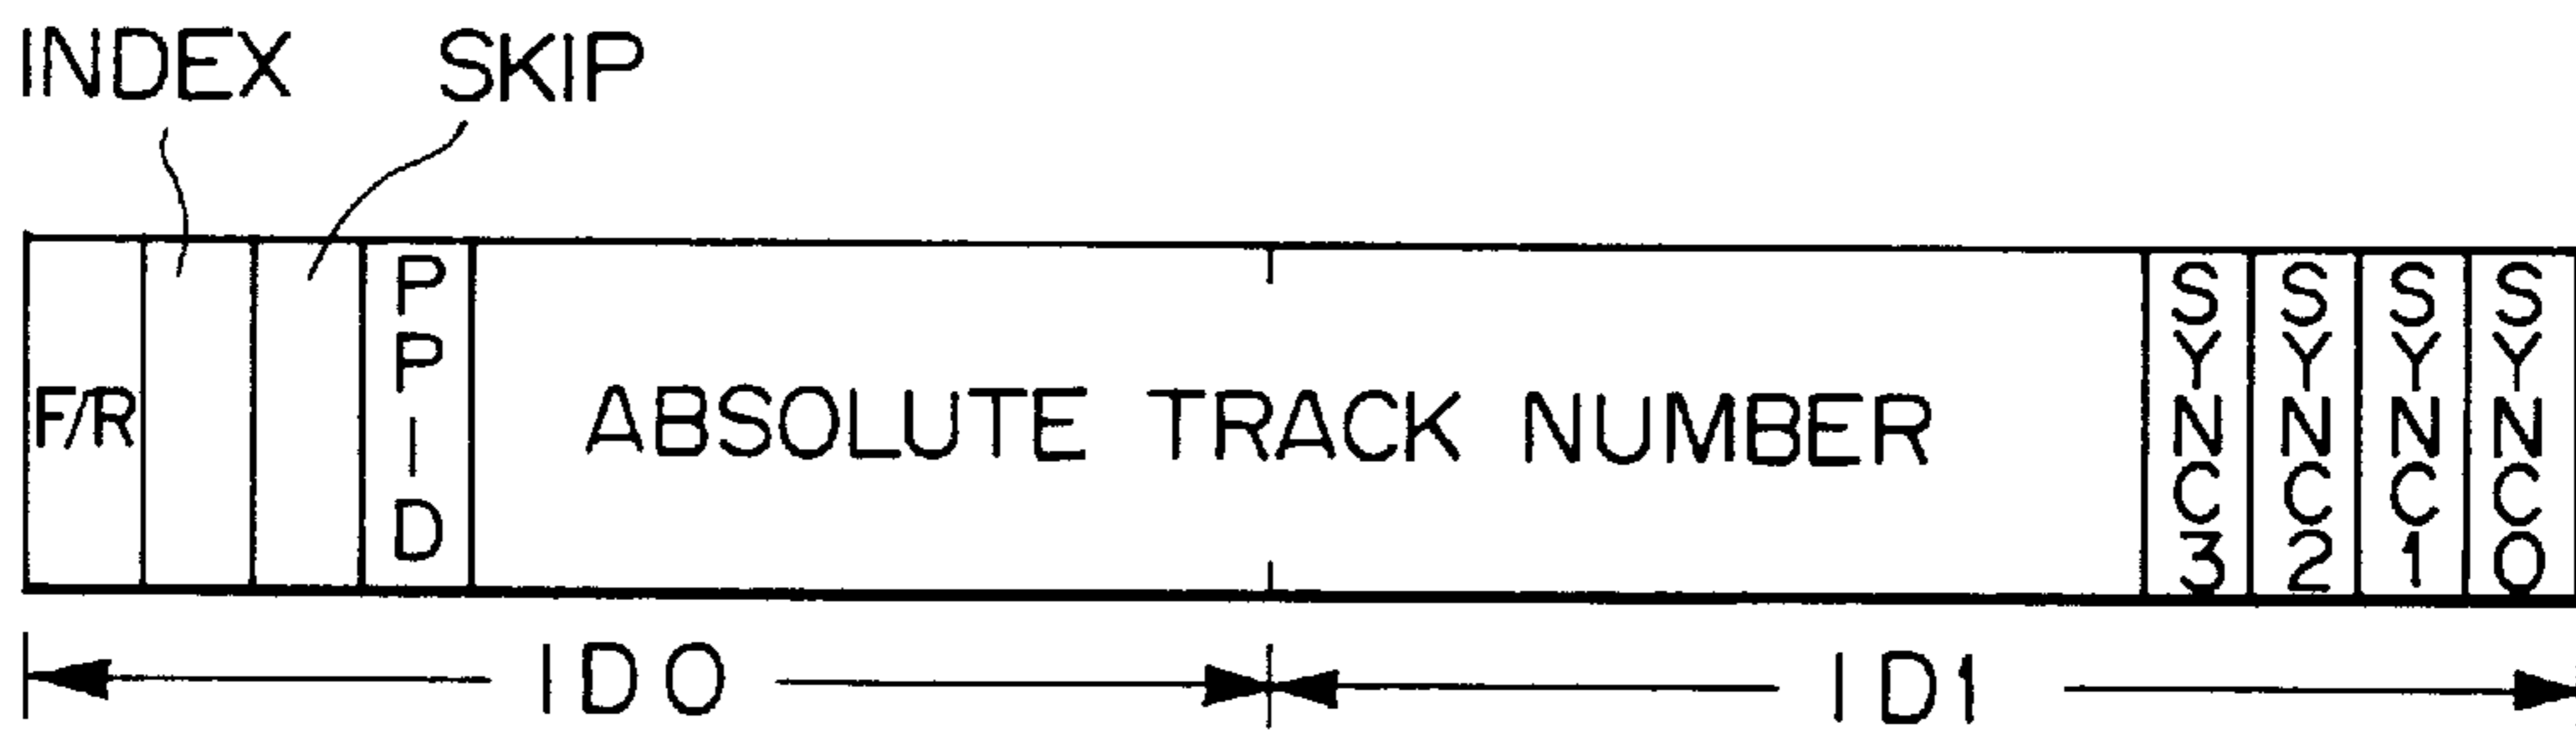 INDEX SKIP
F/R PPID ABSOLUTE TRACK NUMBER SYNC3 SYNC2 SYNC1 SYNC0
ID0 ID1